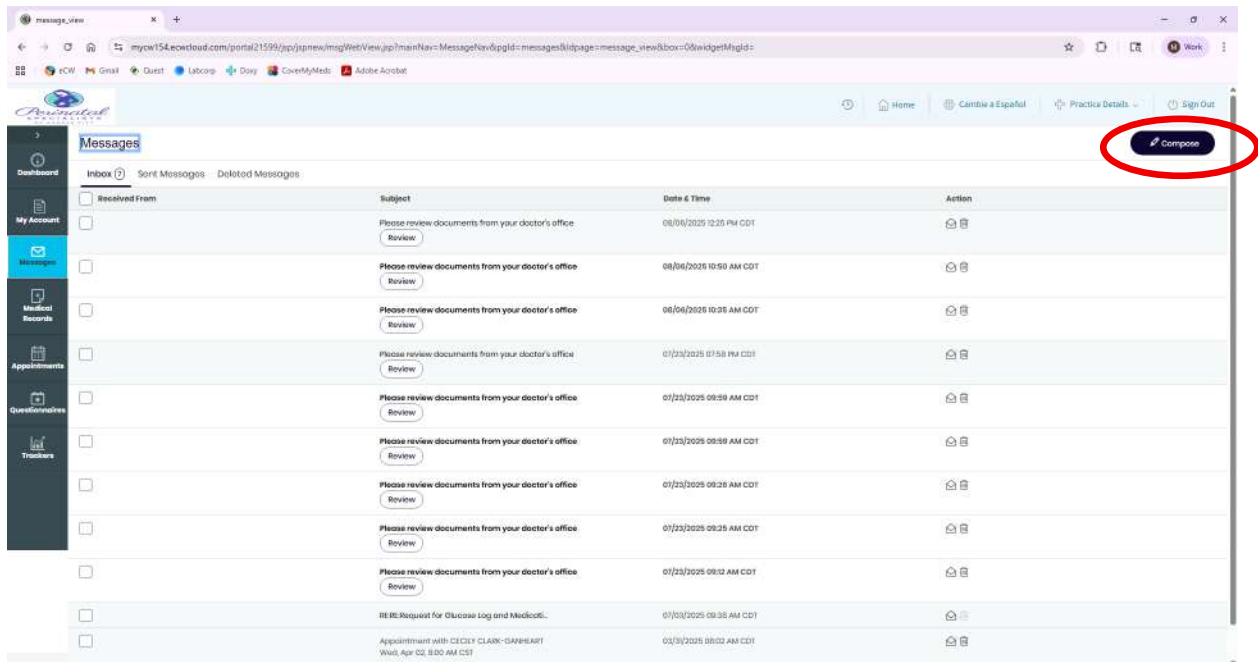 message_view
mycw154.ecwcloud.com/portal21599/jsp/jspnew/msgWebView.jsp?mainNav=MessageNav&pgId=messages&lidpage=message_view&box=0&widgetMsgId=
Work
eCW Gmail Quest Labcorp Doxy CoverMyMeds Adobe Acrobat
Perinatal
SPECIALISTS
Home Cambie a Español Practice Details Sign Out
Messages
Compose
Dashboard
My Account
Messages
Medical Records
Appointments
Questionnaires
Trackers
Inbox 7 Sent Messages Deleted Messages
Received From Subject Date & Time Action
Please review documents from your doctor's office 08/06/2025 12:25 PM CDT
Review
Please review documents from your doctor's office 08/06/2025 10:50 AM CDT
Review
Please review documents from your doctor's office 08/06/2025 10:35 AM CDT
Review
Please review documents from your doctor's office 07/23/2025 07:58 PM CDT
Review
Please review documents from your doctor's office 07/23/2025 09:59 AM CDT
Review
Please review documents from your doctor's office 07/23/2025 09:59 AM CDT
Review
Please review documents from your doctor's office 07/23/2025 09:28 AM CDT
Review
Please review documents from your doctor's office 07/23/2025 09:25 AM CDT
Review
Please review documents from your doctor's office 07/23/2025 09:12 AM CDT
Review
RE:RE:Request for Glucose Log and Medicati.. 07/03/2025 09:38 AM CDT
Appointment with CECILY CLARK-GANHEART 03/31/2025 08:02 AM CDT
Wed, Apr 02, 8:00 AM CST